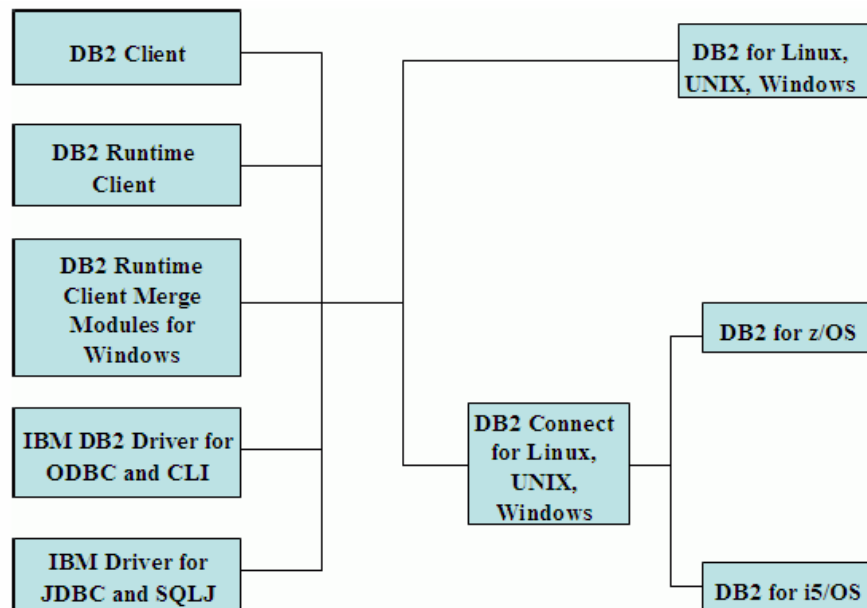 DB2 Client
DB2 Runtime
Client
DB2 Runtime
Client Merge
Modules for
Windows
IBM DB2 Driver for
ODBC and CLI
IBM Driver for
JDBC and SQLJ
DB2 for Linux,
UNIX, Windows
DB2 Connect
for Linux,
UNIX,
Windows
DB2 for z/OS
DB2 for i5/OS